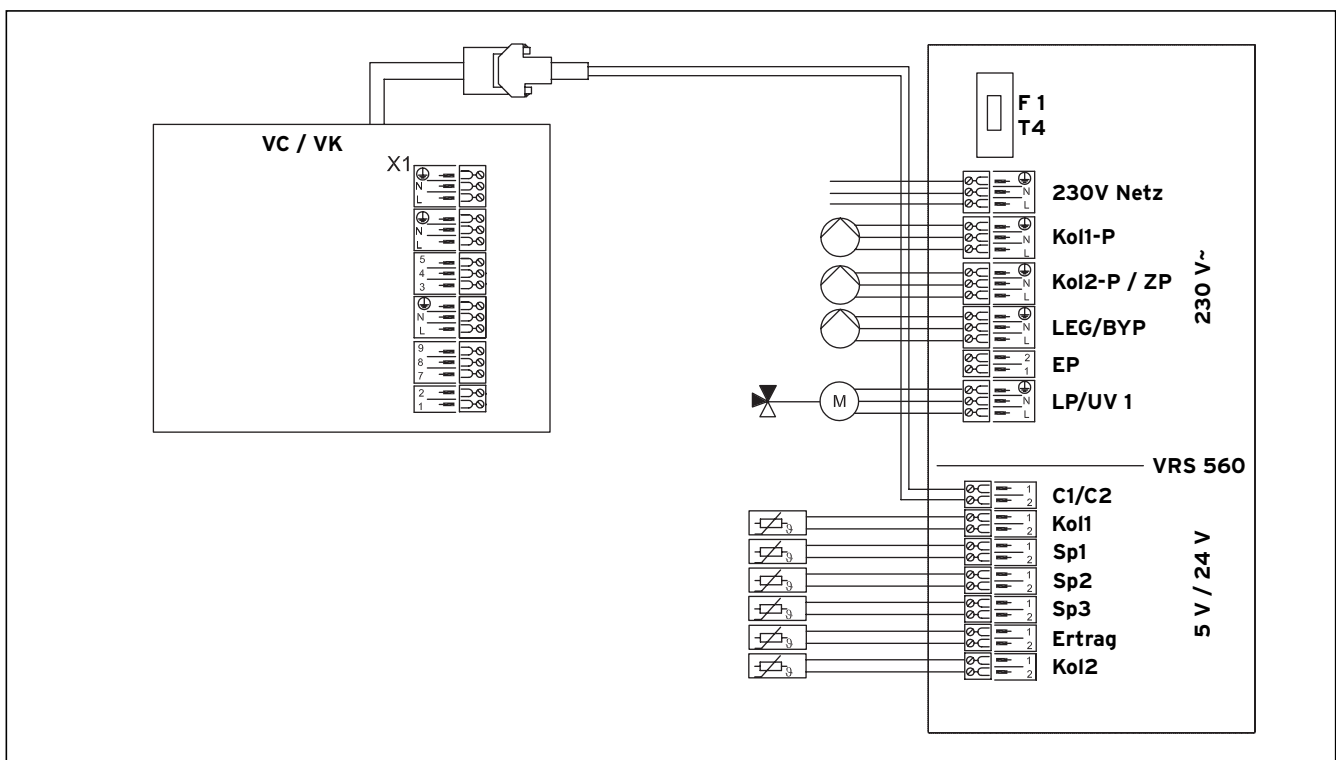 VC / VK
X1
N
L
N
L
5
4
3
N
L
9
8
7
2
1
F 1
T4
N
L
230V Netz
N
L
Kol1-P
N
L
Kol2-P / ZP
N
L
LEG/BYP
2
1
EP
M
N
L
LP/UV 1
230 V~
VRS 560
1
2
C1/C2
ϑ
1
2
Kol1
ϑ
1
2
Sp1
ϑ
1
2
Sp2
ϑ
1
2
Sp3
ϑ
1
2
Ertrag
ϑ
1
2
Kol2
5 V / 24 V